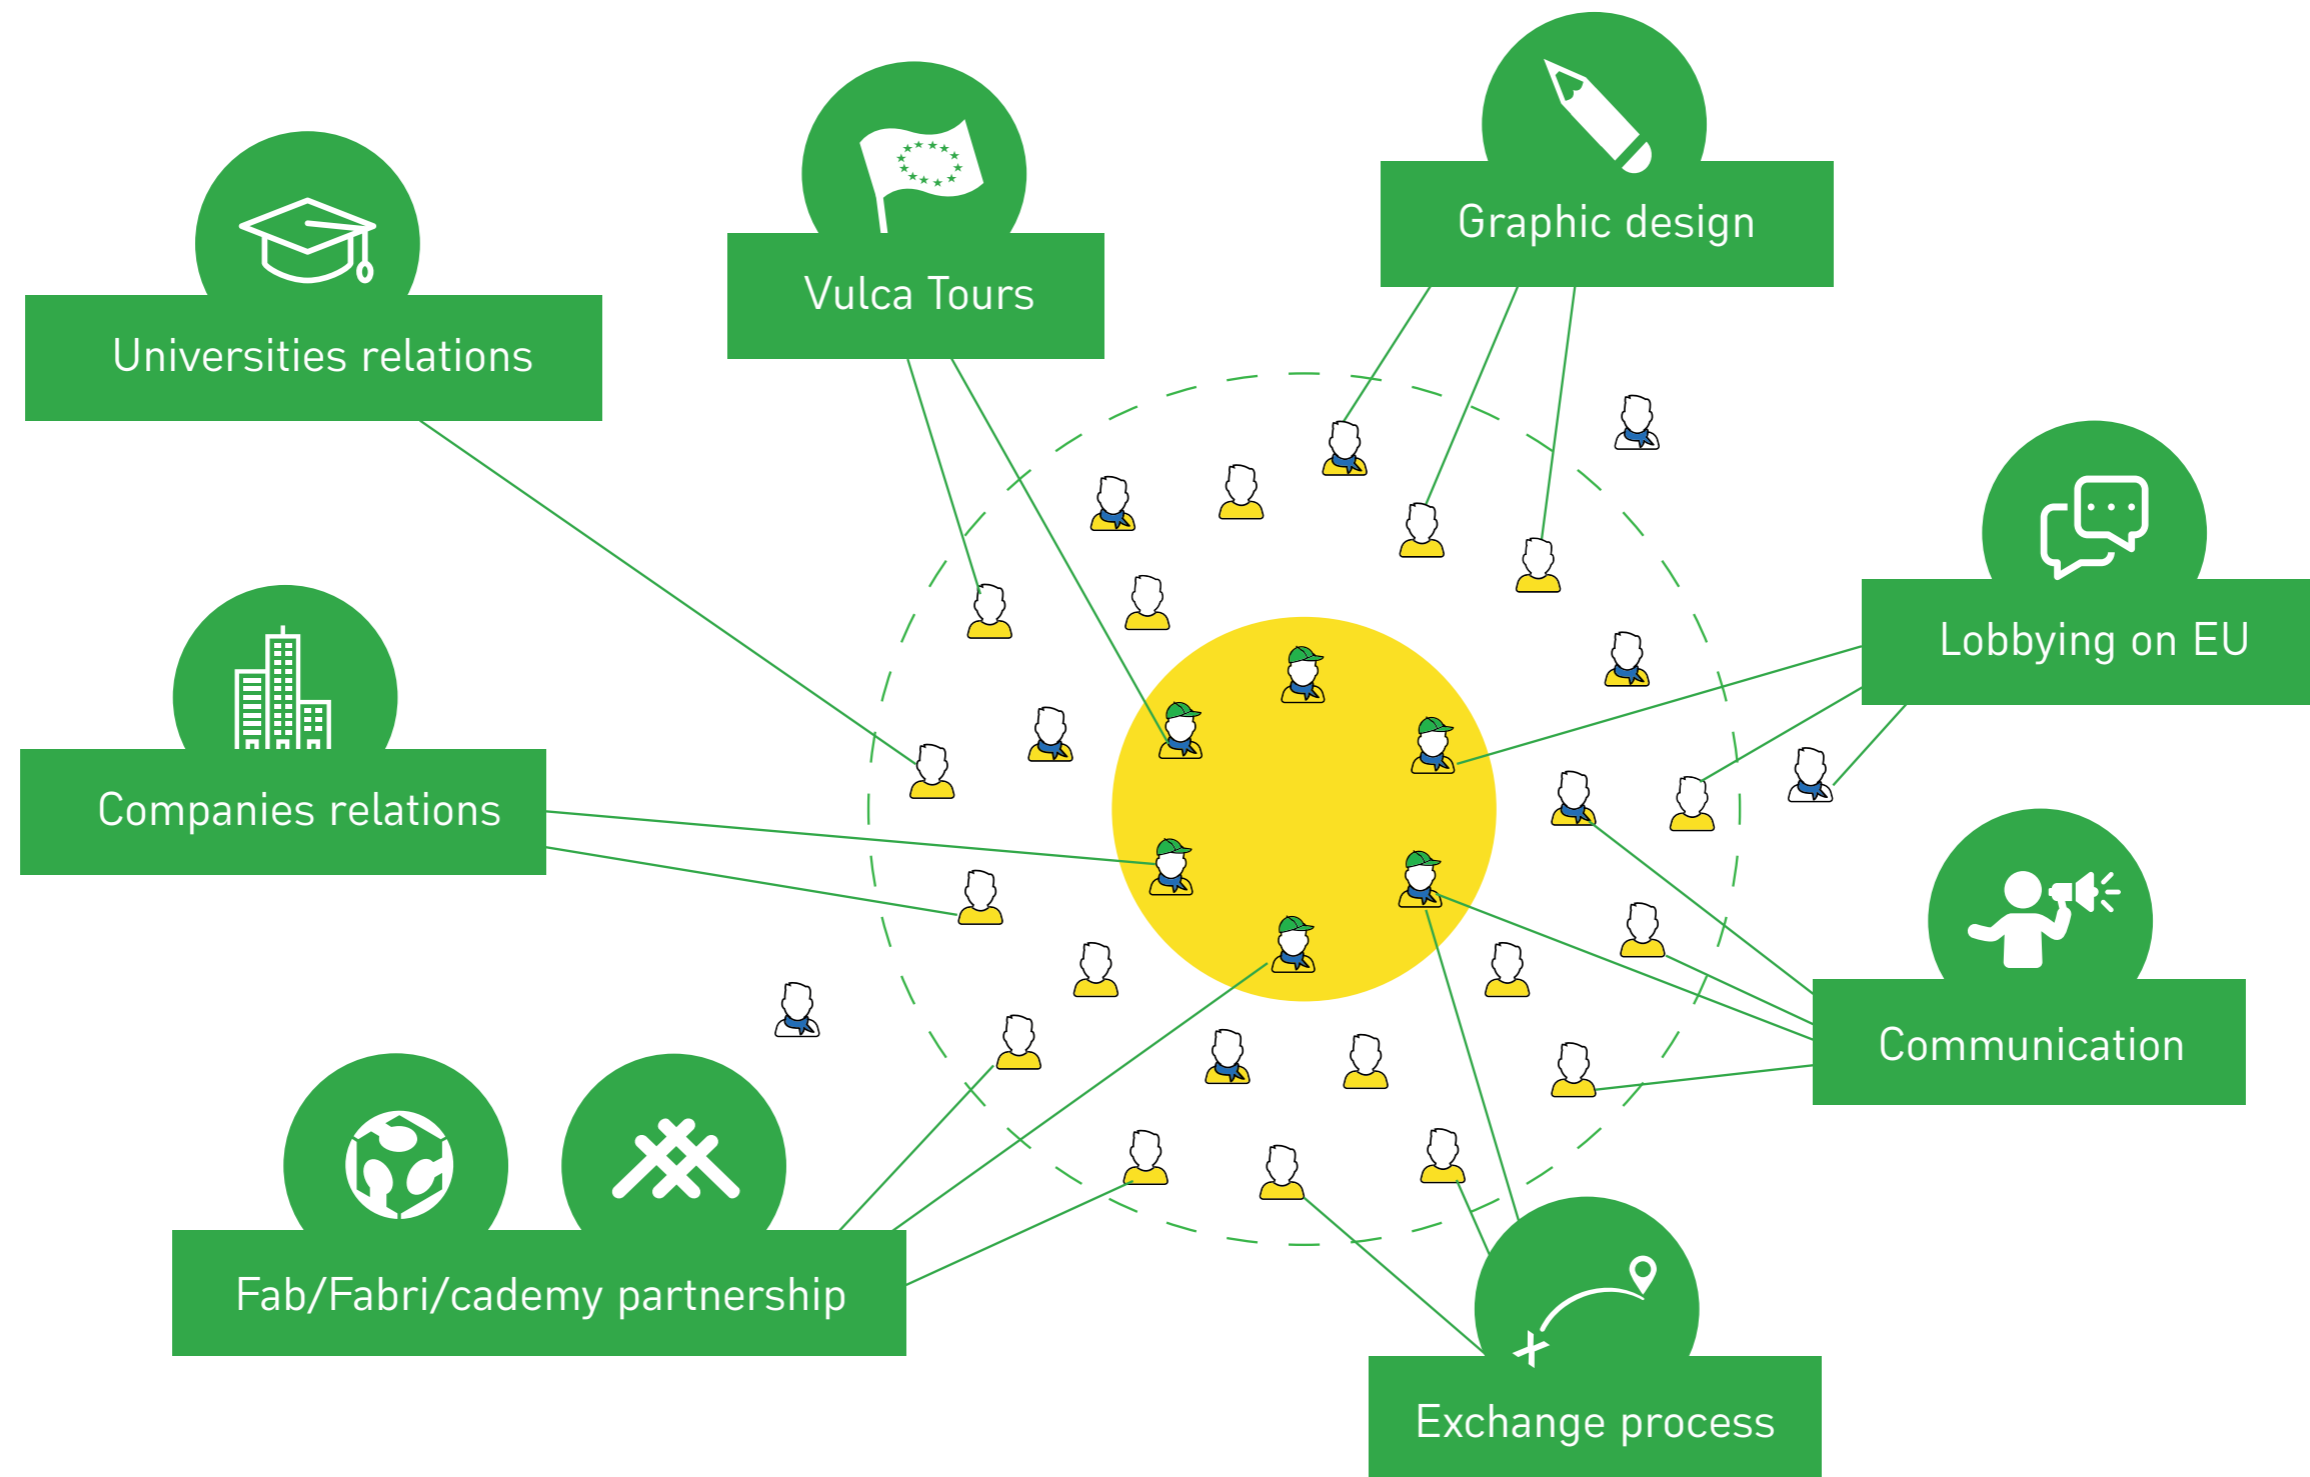 Graphic design
Vulca Tours
Universities relations
Lobbying on EU
Companies relations
Communication
Fab/Fabri/cademy partnership
Exchange process